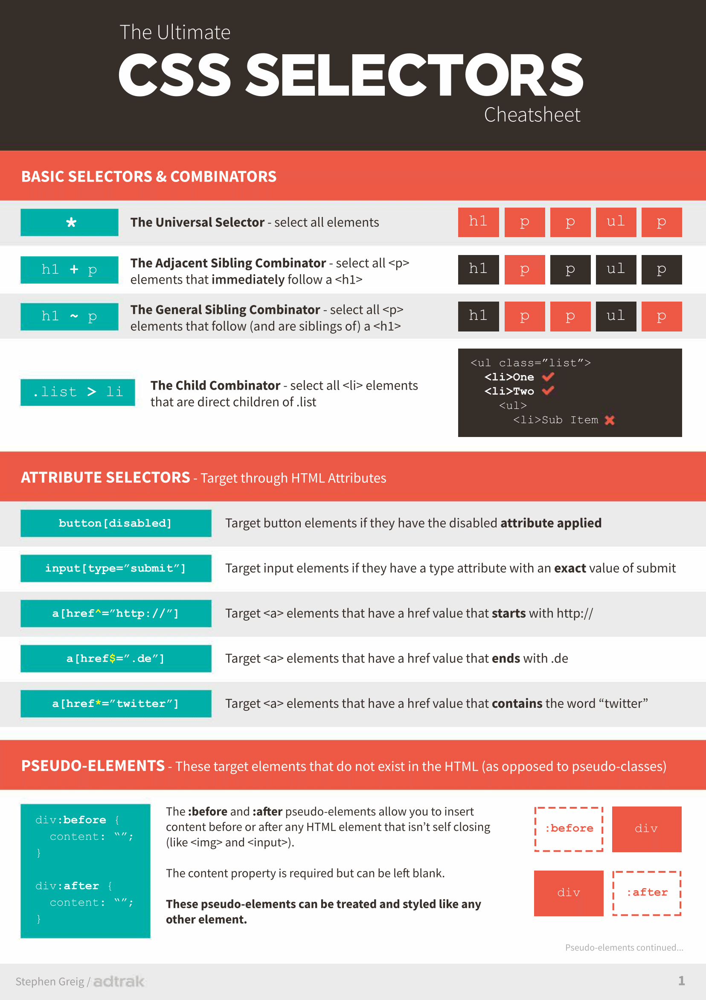 The Ultimate
CSS SELECTORS
Cheatsheet
BASIC SELECTORS & COMBINATORS
*
The Universal Selector - select all elements
h1 p p ul p
h1 + p
The Adjacent Sibling Combinator - select all <p>
elements that immediately follow a <h1>
h1 p p ul p
h1 ~ p
The General Sibling Combinator - select all <p>
elements that follow (and are siblings of) a <h1>
h1 p p ul p
.list > li
The Child Combinator - select all <li> elements
that are direct children of .list
<ul class=”list”>
<li>One ✔
<li>Two ✔
<ul>
<li>Sub Item ✖
ATTRIBUTE SELECTORS - Target through HTML Attributes
button[disabled]
Target button elements if they have the disabled attribute applied
input[type=”submit”]
Target input elements if they have a type attribute with an exact value of submit
a[href^=”http://”]
Target <a> elements that have a href value that starts with http://
a[href$=”.de”]
Target <a> elements that have a href value that ends with .de
a[href*=”twitter”]
Target <a> elements that have a href value that contains the word “twitter”
PSEUDO-ELEMENTS - These target elements that do not exist in the HTML (as opposed to pseudo-classes)
div:before {
content: “”;
}
div:after {
content: “”;
}
The :before and :after pseudo-elements allow you to insert
content before or after any HTML element that isn’t self closing
(like <img> and <input>).
The content property is required but can be left blank.
These pseudo-elements can be treated and styled like any
other element.
:before div
div :after
Pseudo-elements continued...
Stephen Greig / adtrak
1